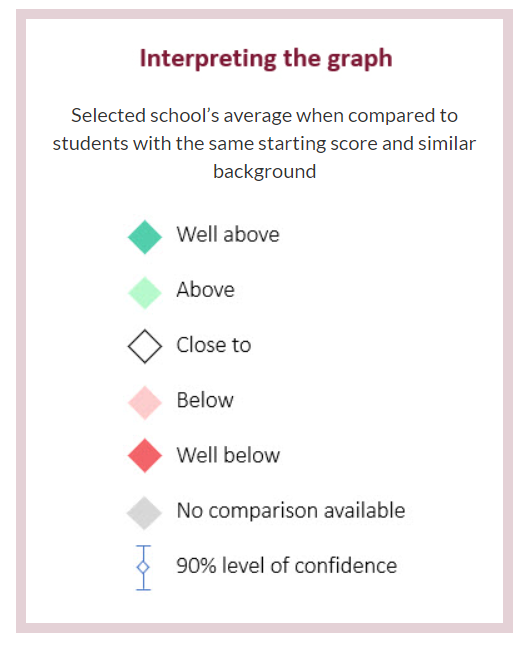 Interpreting the graph
Selected school’s average when compared to
students with the same starting score and similar
background
Well above
Above
Close to
Below
Well below
No comparison available
90% level of confidence